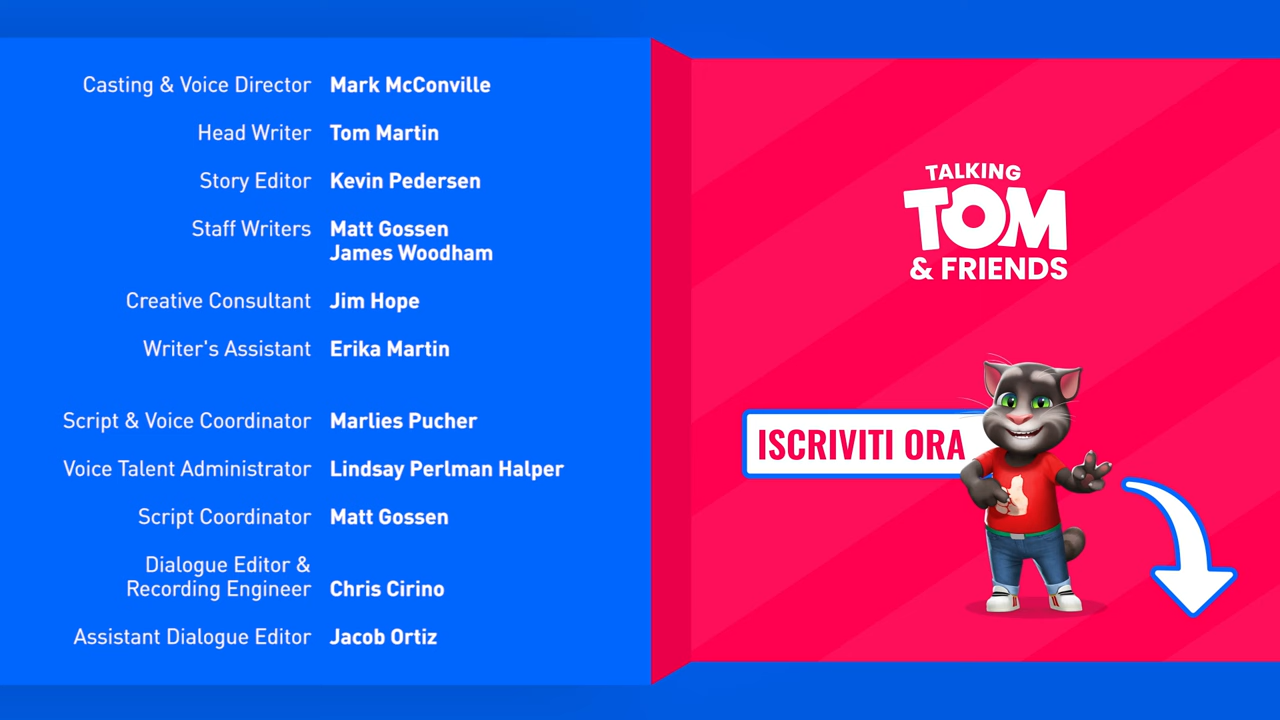 Casting & Voice Director Mark McConville
Head Writer Tom Martin
Story Editor Kevin Pedersen
Staff Writers Matt Gossen
James Woodham
Creative Consultant Jim Hope
Writer's Assistant Erika Martin
Script & Voice Coordinator Marlies Pucher
Voice Talent Administrator Lindsay Perlman Halper
Script Coordinator Matt Gossen
Dialogue Editor &
Recording Engineer Chris Cirino
Assistant Dialogue Editor Jacob Ortiz
TALKING
TOM
& FRIENDS
ISCRIVITI ORA